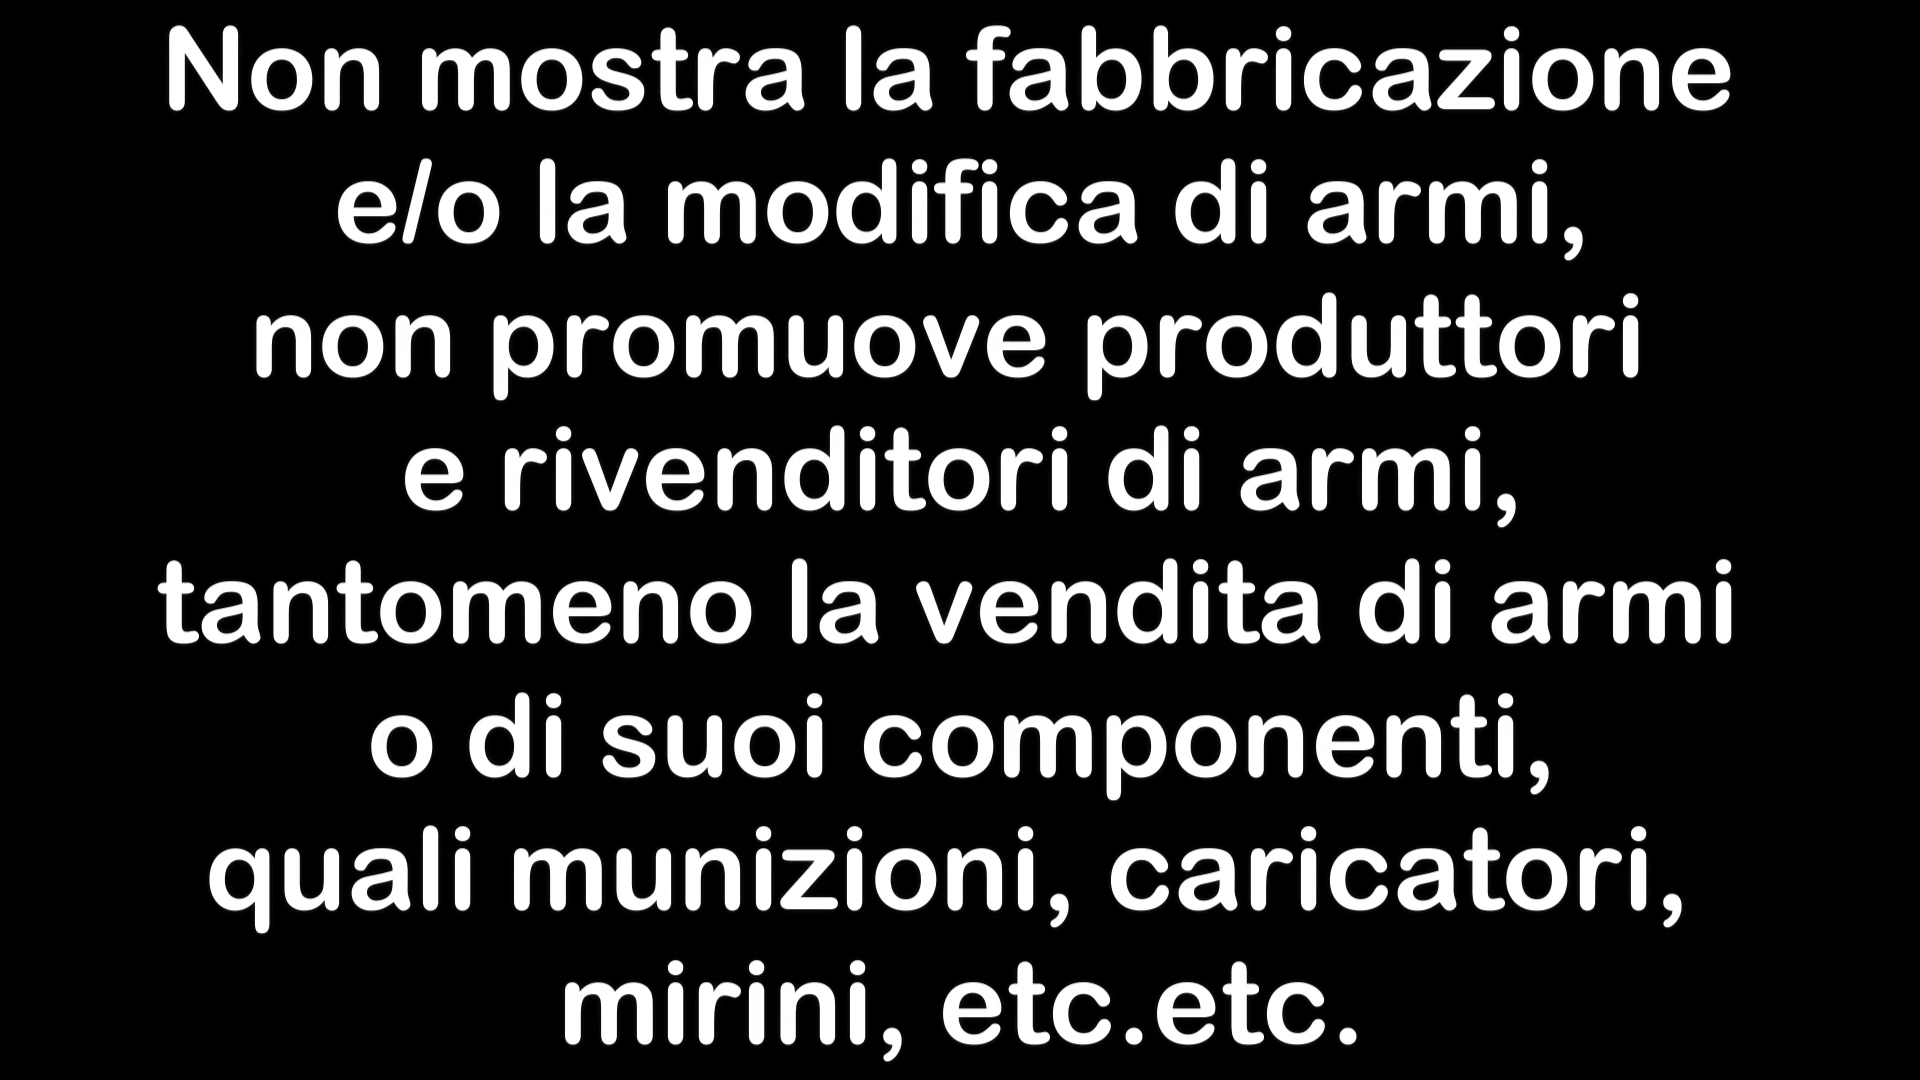 Non mostra la fabbricazione
e/o la modifica di armi,
non promuove produttori
e rivenditori di armi,
tantomeno la vendita di armi
o di suoi componenti,
quali munizioni, caricatori,
mirini, etc.etc.